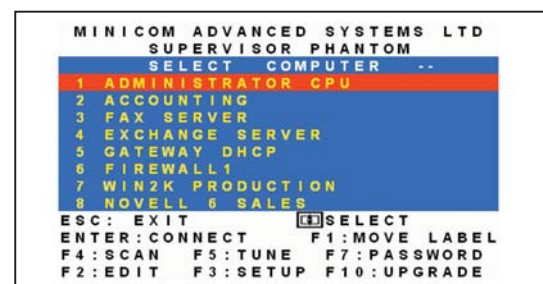 MINICOM ADVANCED SYSTEMS LTD
SUPERVISOR PHANTOM
SELECT COMPUTER --
1 ADMINISTRATOR CPU
2 ACCOUNTING
3 FAX SERVER
4 EXCHANGE SERVER
5 GATEWAY DHCP
6 FIREWALL1
7 WIN2K PRODUCTION
8 NOVELL 6 SALES
ESC: EXIT SELECT
ENTER:CONNECT F1:MOVE LABEL
F4:SCAN F5:TUNE F7:PASSWORD
F2:EDIT F3:SETUP F10:UPGRADE